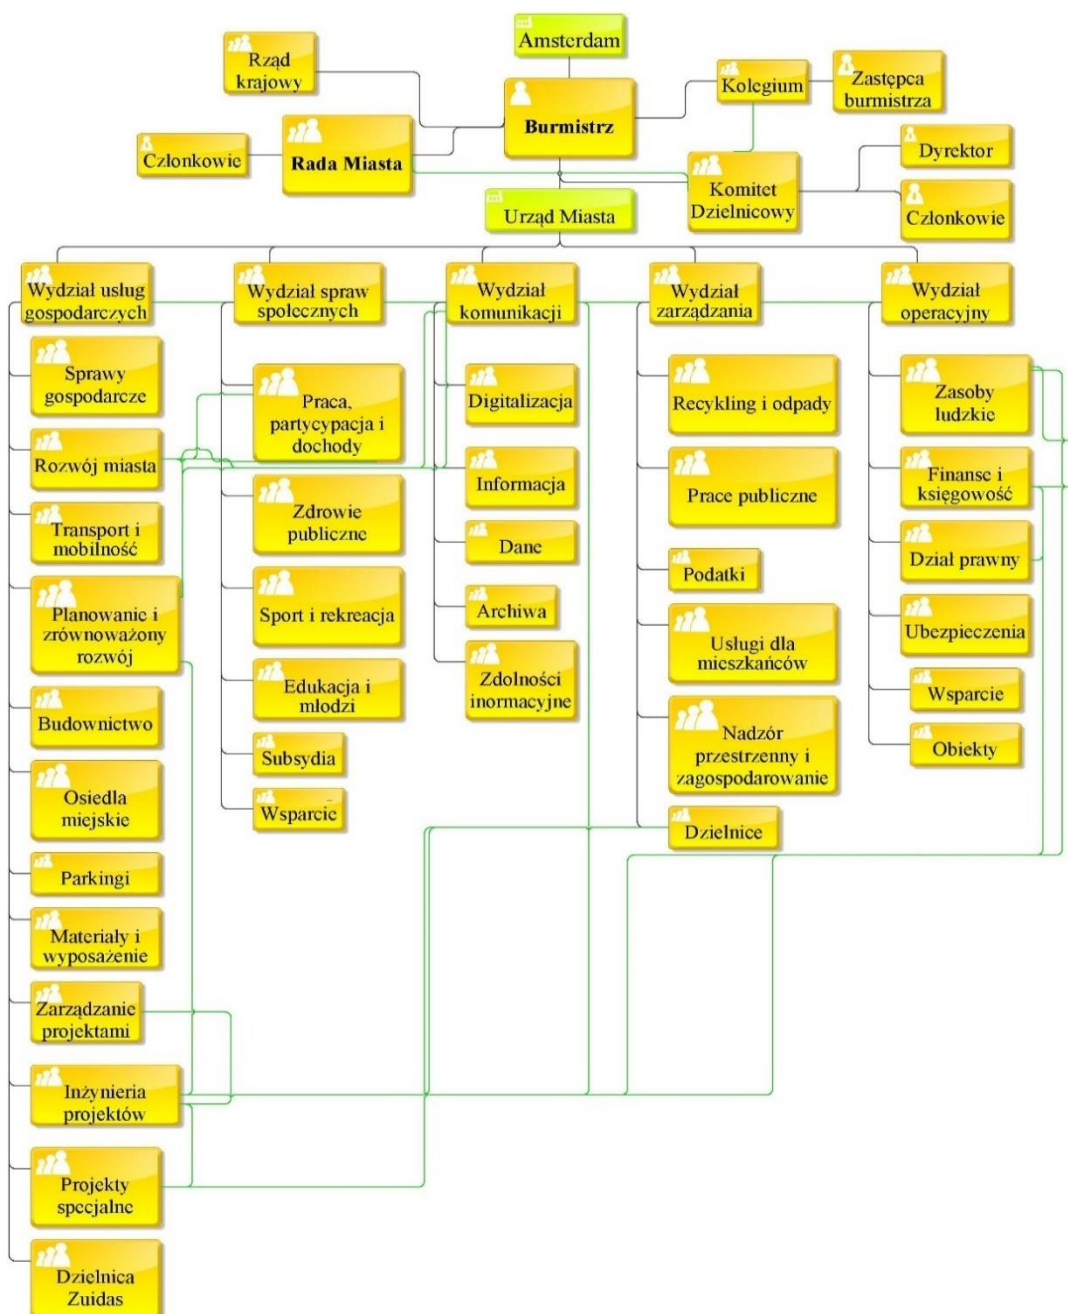 Amsterdam
Rząd
krajowy
Burmistrz
Kolegium
Zastępca
burmistrza
Członkowie
Rada Miasta
Komitet
Dzielnicowy
Dyrektor
Członkowie
Urząd Miasta
Wydział usług
gospodarczych
Wydział spraw
społecznych
Wydział
komunikacji
Wydział
zarządzania
Wydział
operacyjny
Sprawy
gospodarcze
Rozwój miasta
Transport i
mobilność
Planowanie i
zrównoważony
rozwój
Budownictwo
Osiedla
miejskie
Parkingi
Materiały i
wyposażenie
Zarządzanie
projektami
Inżynieria
projektów
Projekty
specjalne
Dzielnica
Zuidas
Praca,
partycypacja i
dochody
Zdrowie
publiczne
Sport i rekreacja
Edukacja i
młodzi
Subsydia
Wsparcie
Digitalizacja
Informacja
Dane
Archiwa
Zdolności
inormacyjne
Recykling i odpady
Prace publiczne
Podatki
Usługi dla
mieszkańców
Nadzór
przestrzenny i
zagospodarowanie
Dzielnice
Zasoby
ludzkie
Finanse i
księgowość
Dział prawny
Ubezpieczenia
Wsparcie
Obiekty